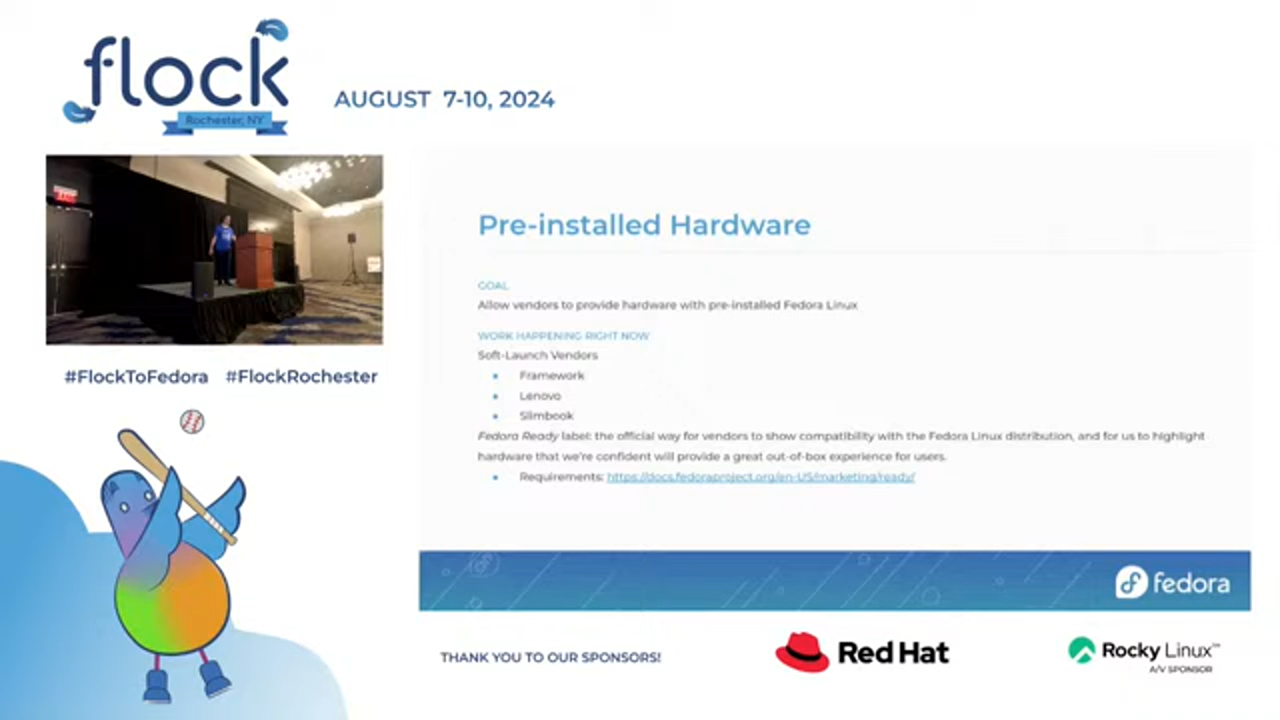 flock
Rochester, NY
AUGUST 7-10, 2024
#FlockToFedora #FlockRochester
Pre-installed Hardware
GOAL
Allow vendors to provide hardware with pre-installed Fedora Linux
WORK HAPPENING RIGHT NOW
Soft-Launch Vendors
• Framework
• Lenovo
• Slimbook
Fedora Ready label: the official way for vendors to show compatibility with the Fedora Linux distribution, and for us to highlight
hardware that we're confident will provide a great out-of-box experience for users.
• Requirements: https://docs.fedoraproject.org/en-US/marketing/ready/
fedora
THANK YOU TO OUR SPONSORS!
Red Hat
Rocky Linux™
A/V SPONSOR